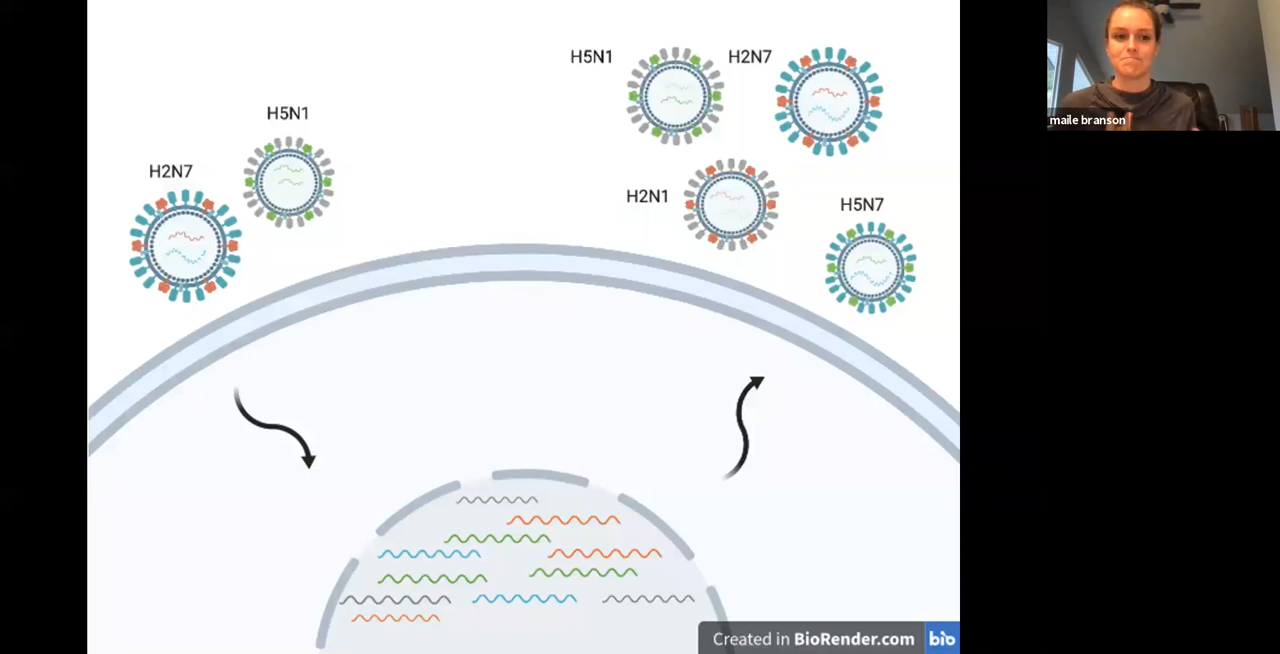 H5N1
H2N7
H5N1
H2N7
H2N1
H5N7
maile branson
Created in BioRender.com bio